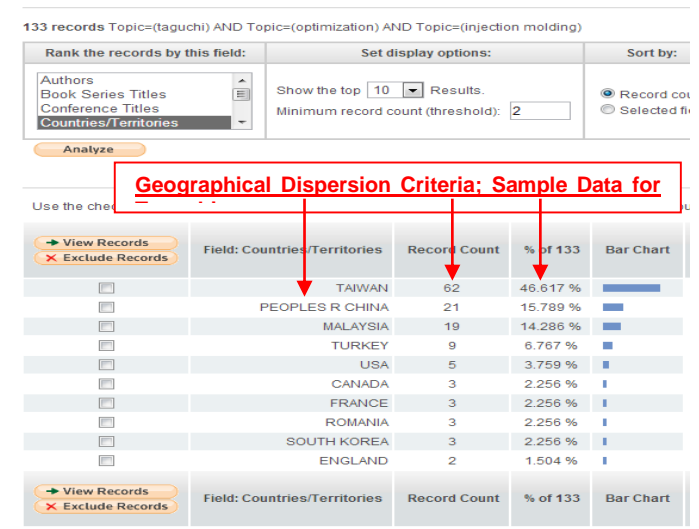 133 records Topic=(taguchi) AND Topic=(optimization) AND Topic=(injection molding)
Rank the records by this field: Set display options: Sort by:
Authors
Book Series Titles
Conference Titles
Countries/Territories
Show the top 10 Results.
Minimum record count (threshold): 2
Record
Selected
Analyze
Geographical Dispersion Criteria; Sample Data for
Use the
View Records
Exclude Records
Field: Countries/Territories Record Count % of 133 Bar Chart
TAIWAN 62 46.617 %
PEOPLES R CHINA 21 15.789 %
MALAYSIA 19 14.286 %
TURKEY 9 6.767 %
USA 5 3.759 %
CANADA 3 2.256 %
FRANCE 3 2.256 %
ROMANIA 3 2.256 %
SOUTH KOREA 3 2.256 %
ENGLAND 2 1.504 %
View Records
Exclude Records
Field: Countries/Territories Record Count % of 133 Bar Chart